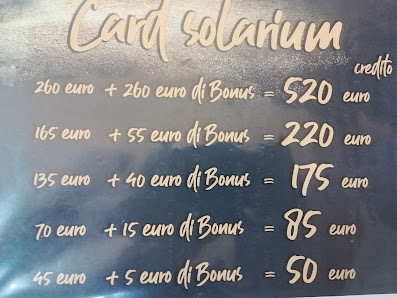 Card solarium
credito
260 euro + 260 euro di Bonus = 520 euro
165 euro + 55 euro di Bonus = 220 euro
135 euro + 40 euro di Bonus = 175 euro
70 euro + 15 euro di Bonus = 85 euro
45 euro + 5 euro di Bonus = 50 euro